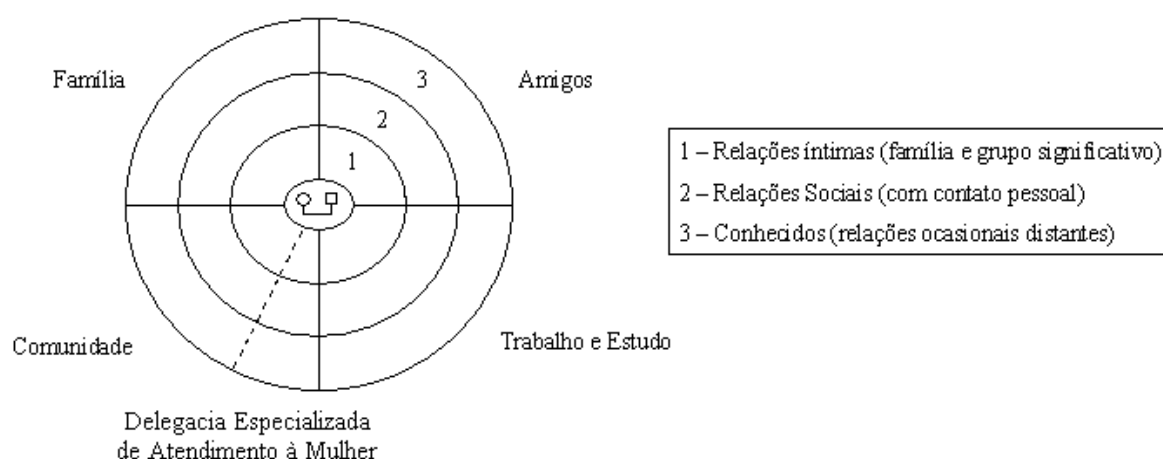 Família
3
Amigos
2
1
1 – Relações íntimas (família e grupo significativo)
2 – Relações Sociais (com contato pessoal)
3 – Conhecidos (relações ocasionais distantes)
Comunidade
Trabalho e Estudo
Delegacia Especializada
de Atendimento à Mulher